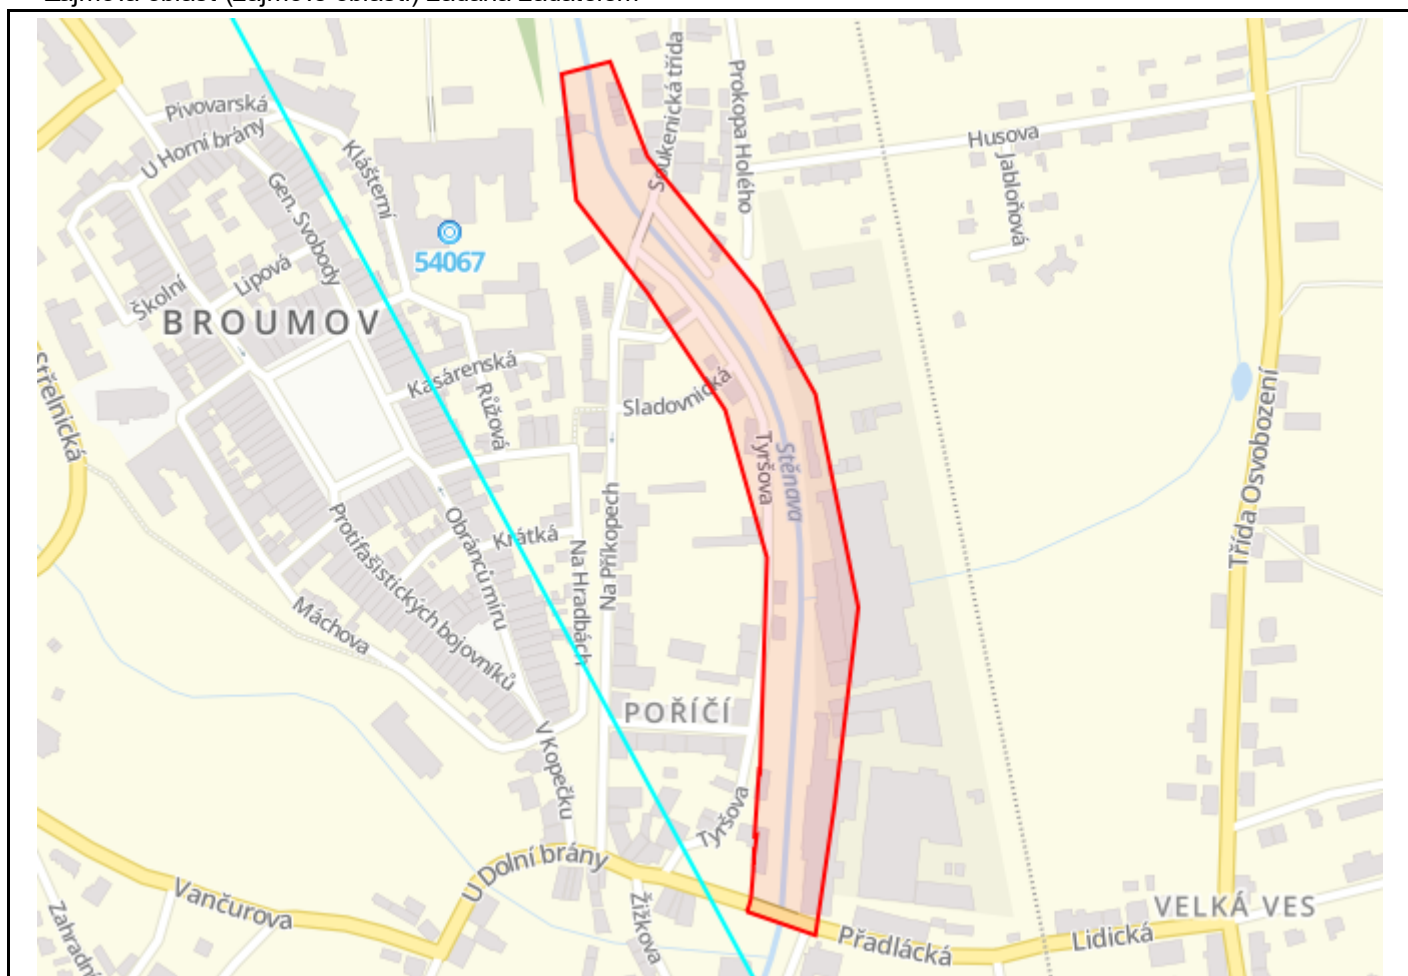 Soukenická třída
Prokopa Holého
Pivovarská
U Horní brány
Klášterní
Husova
Jabloňová
Gen. Svobody
54067
Lipová
Školní
BROUMOV
Střelnická
Kasárenská
Růžová
Sladovnická
Tyršova
Stěnava
Třída Osvobození
Obránců míru
Krátká
Na Příkopech
Na Hradbách
Protifašistických bojovníků
Máchova
POŘÍČÍ
V Kopečku
Tyršova
U Dolní brány
Vančurova
Zahradní
Žižkova
Přadlácká
Lidická
VELKÁ VES